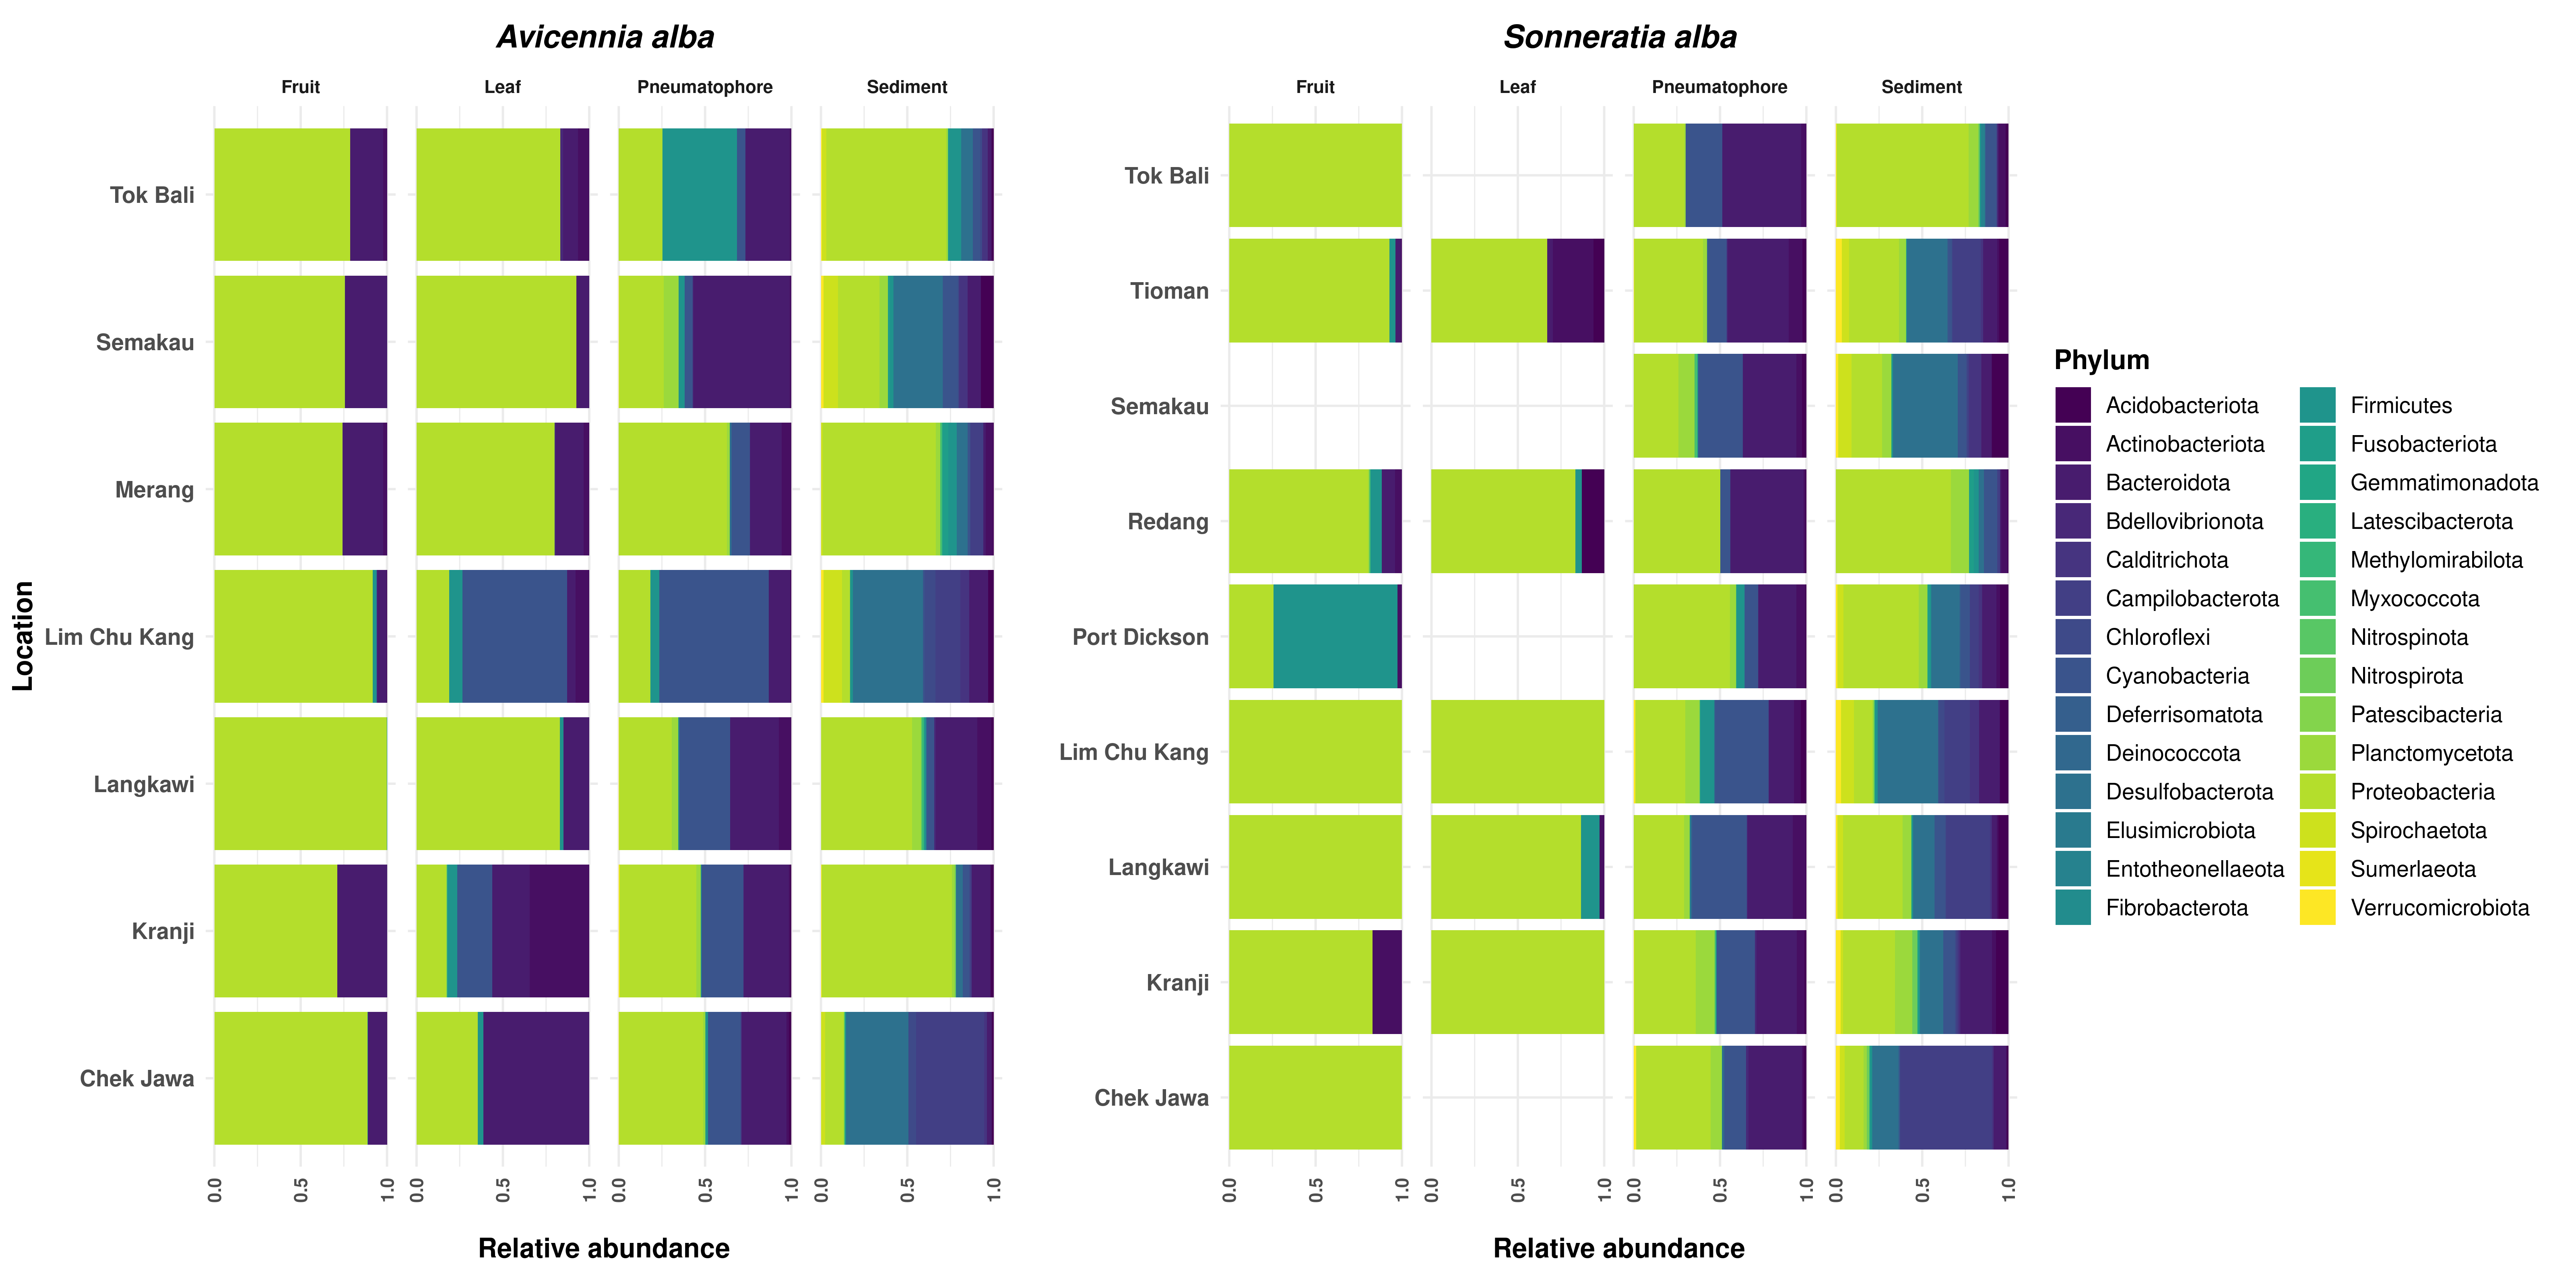 Avicennia alba
Fruit Leaf Pneumatophore Sediment
Location
Tok Bali
Semakau
Merang
Lim Chu Kang
Langkawi
Kranji
Chek Jawa
0.0 0.5 1.0 0.0 0.5 1.0 0.0 0.5 1.0 0.0 0.5 1.0
Relative abundance
Sonneratia alba
Fruit Leaf Pneumatophore Sediment
Tok Bali
Tioman
Semakau
Redang
Port Dickson
Lim Chu Kang
Langkawi
Kranji
Chek Jawa
0.0 0.5 1.0 0.0 0.5 1.0 0.0 0.5 1.0 0.0 0.5 1.0
Relative abundance
Phylum
Acidobacteriota
Actinobacteriota
Bacteroidota
Bdellovibrionota
Calditrichota
Campilobacterota
Chloroflexi
Cyanobacteria
Deferrisomatota
Deinococcota
Desulfobacterota
Elusimicrobiota
Entotheonellaeota
Fibrobacterota
Firmicutes
Fusobacteriota
Gemmatimonadota
Latescibacterota
Methylomirabilota
Myxococcota
Nitrospinota
Nitrospirota
Patescibacteria
Planctomycetota
Proteobacteria
Spirochaetota
Sumerlaeota
Verrucomicrobiota